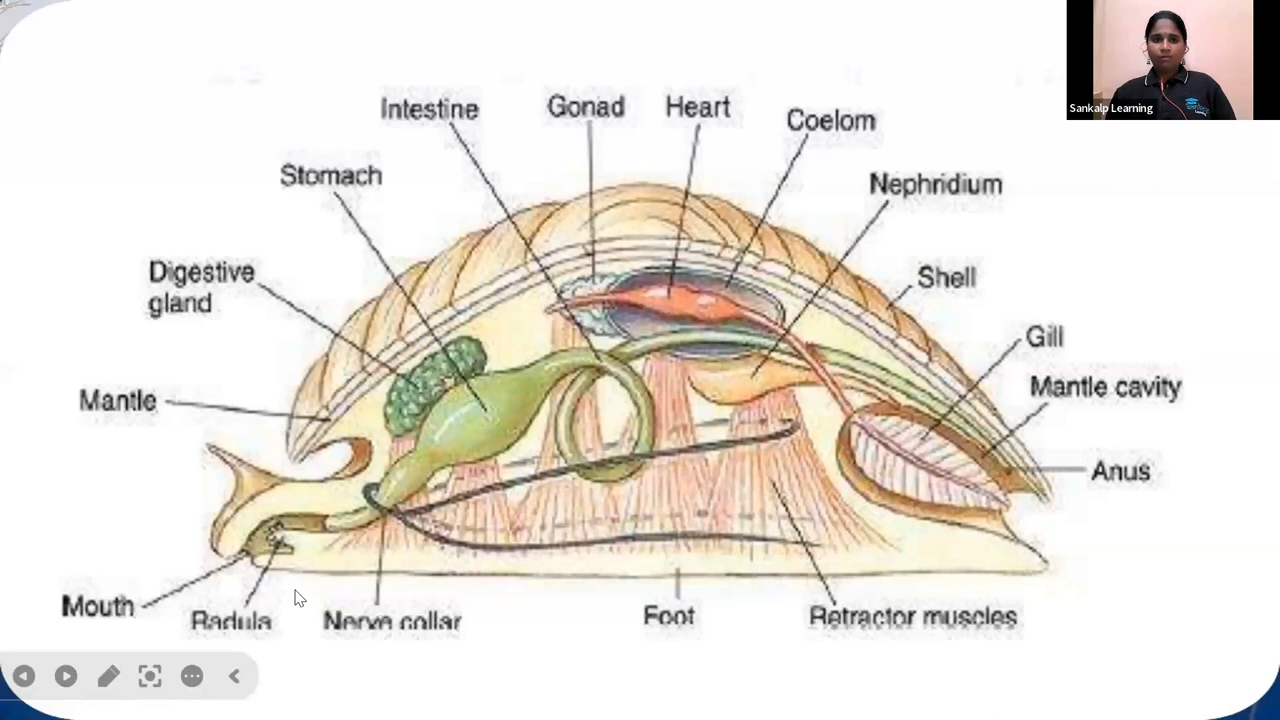 Sankalp Learning
Intestine
Gonad
Heart
Coelom
Stomach
Nephridium
Digestive
gland
Shell
Gill
Mantle
Mantle cavity
Anus
Mouth
Radula
Nerve collar
Foot
Retractor muscles